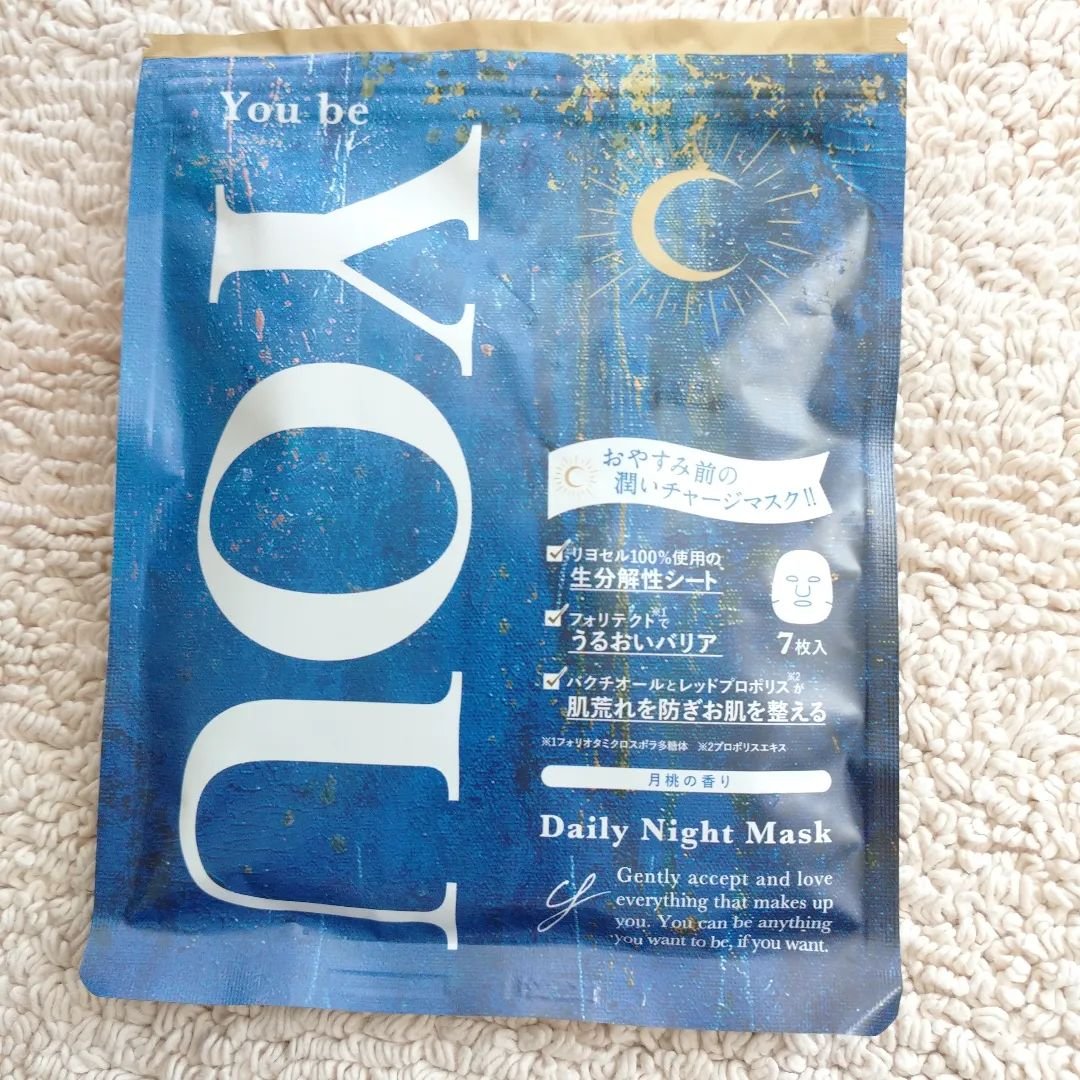 You be
YOU
おやすみ前の
潤いチャージマスク!!
リヨセル100%使用の
生分解性シート
フォリテクト※1で
うるおいバリア
7枚入
バクチオールとレッドプロポリス※2が
肌荒れを防ぎお肌を整える
※1フォリオタミクロスポラ多糖体 ※2プロポリスエキス
月桃の香り
Daily Night Mask
Gently accept and love
everything that makes up
you. You can be anything
you want to be, if you want.